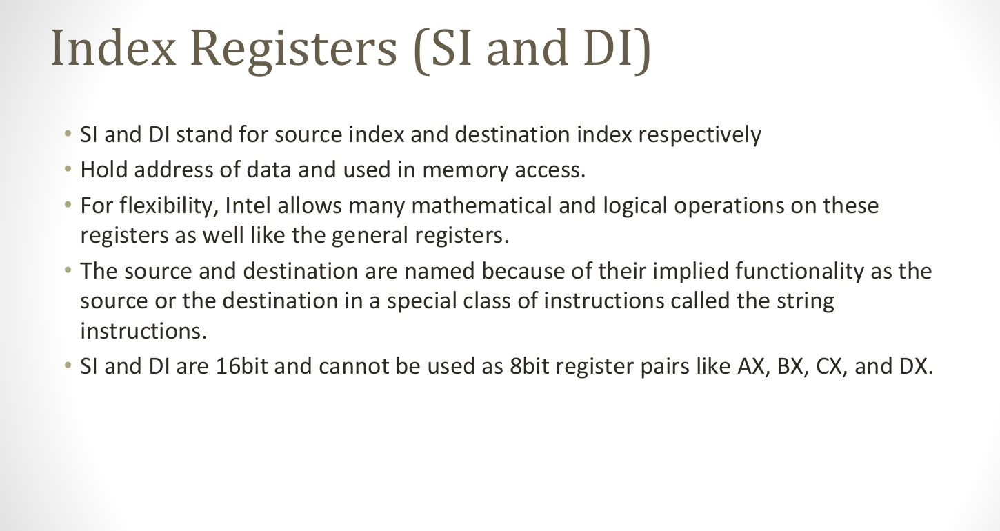 Index Registers (SI and DI)
• SI and DI stand for source index and destination index respectively
• Hold address of data and used in memory access.
• For flexibility, Intel allows many mathematical and logical operations on these
registers as well like the general registers.
• The source and destination are named because of their implied functionality as the
source or the destination in a special class of instructions called the string
instructions.
• SI and DI are 16bit and cannot be used as 8bit register pairs like AX, BX, CX, and DX.